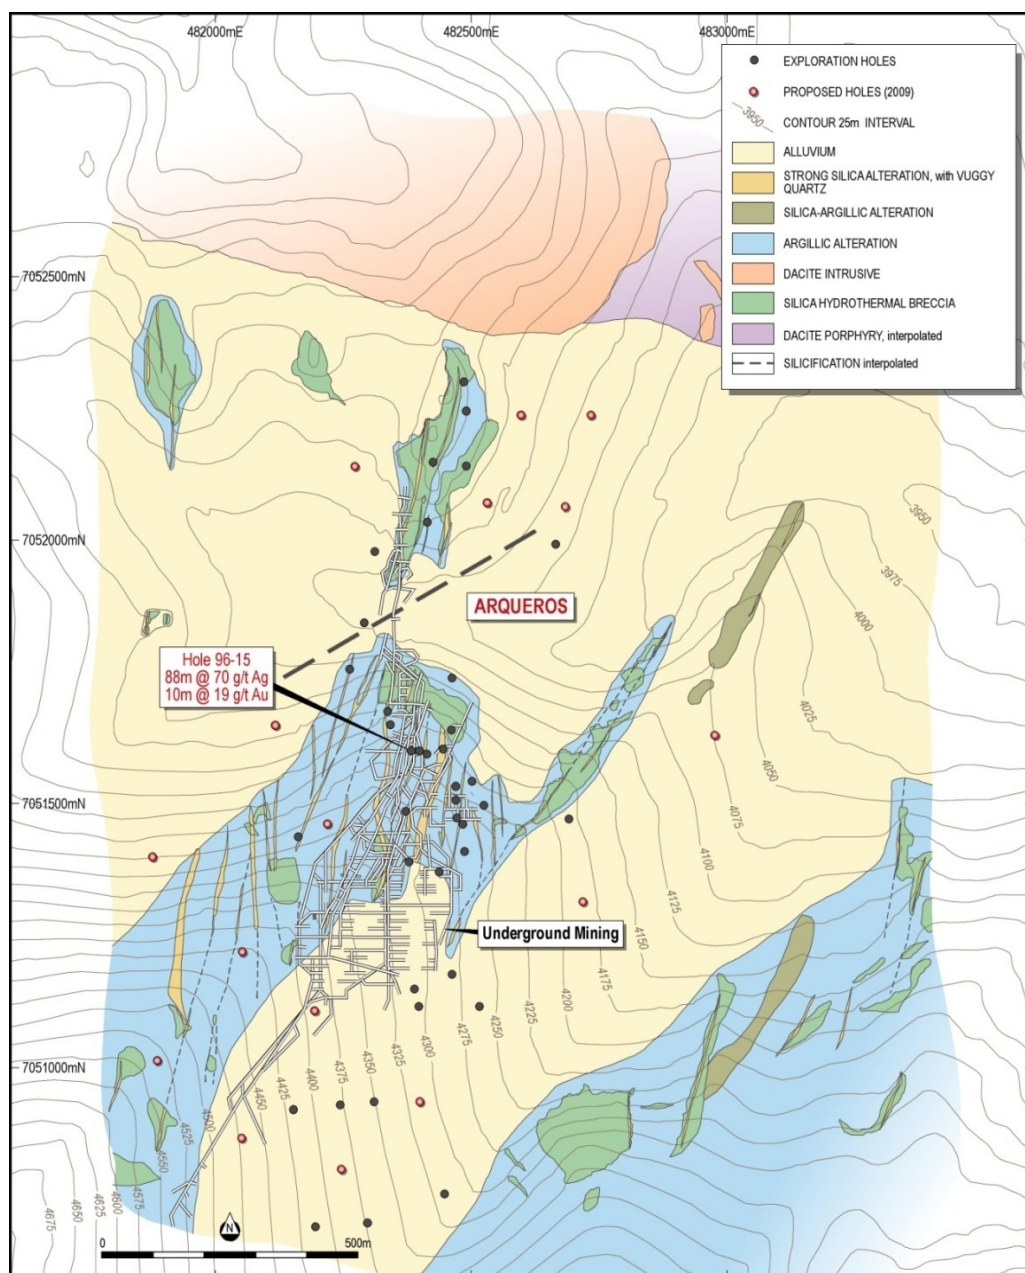 482000mE
482500mE
483000mE
EXPLORATION HOLES
PROPOSED HOLES (2009)
3950
CONTOUR 25m INTERVAL
ALLUVIUM
STRONG SILICA ALTERATION, with VUGGY
QUARTZ
SILICA-ARGILLIC ALTERATION
ARGILLIC ALTERATION
DACITE INTRUSIVE
SILICA HYDROTHERMAL BRECCIA
DACITE PORPHYRY, interpolated
SILICIFICATION interpolated
7052500mN
7052000mN
3950
3975
4000
ARQUEROS
Hole 96-15
88m @ 70 g/t Ag
10m @ 19 g/t Au
4025
4050
4075
4100
4125
4150
4175
4200
4225
4250
4275
4300
4325
4350
4375
4400
4425
4450
4500
4525
4550
4575
4600
4625
4650
4675
7051500mN
Underground Mining
7051000mN
N
0
500m